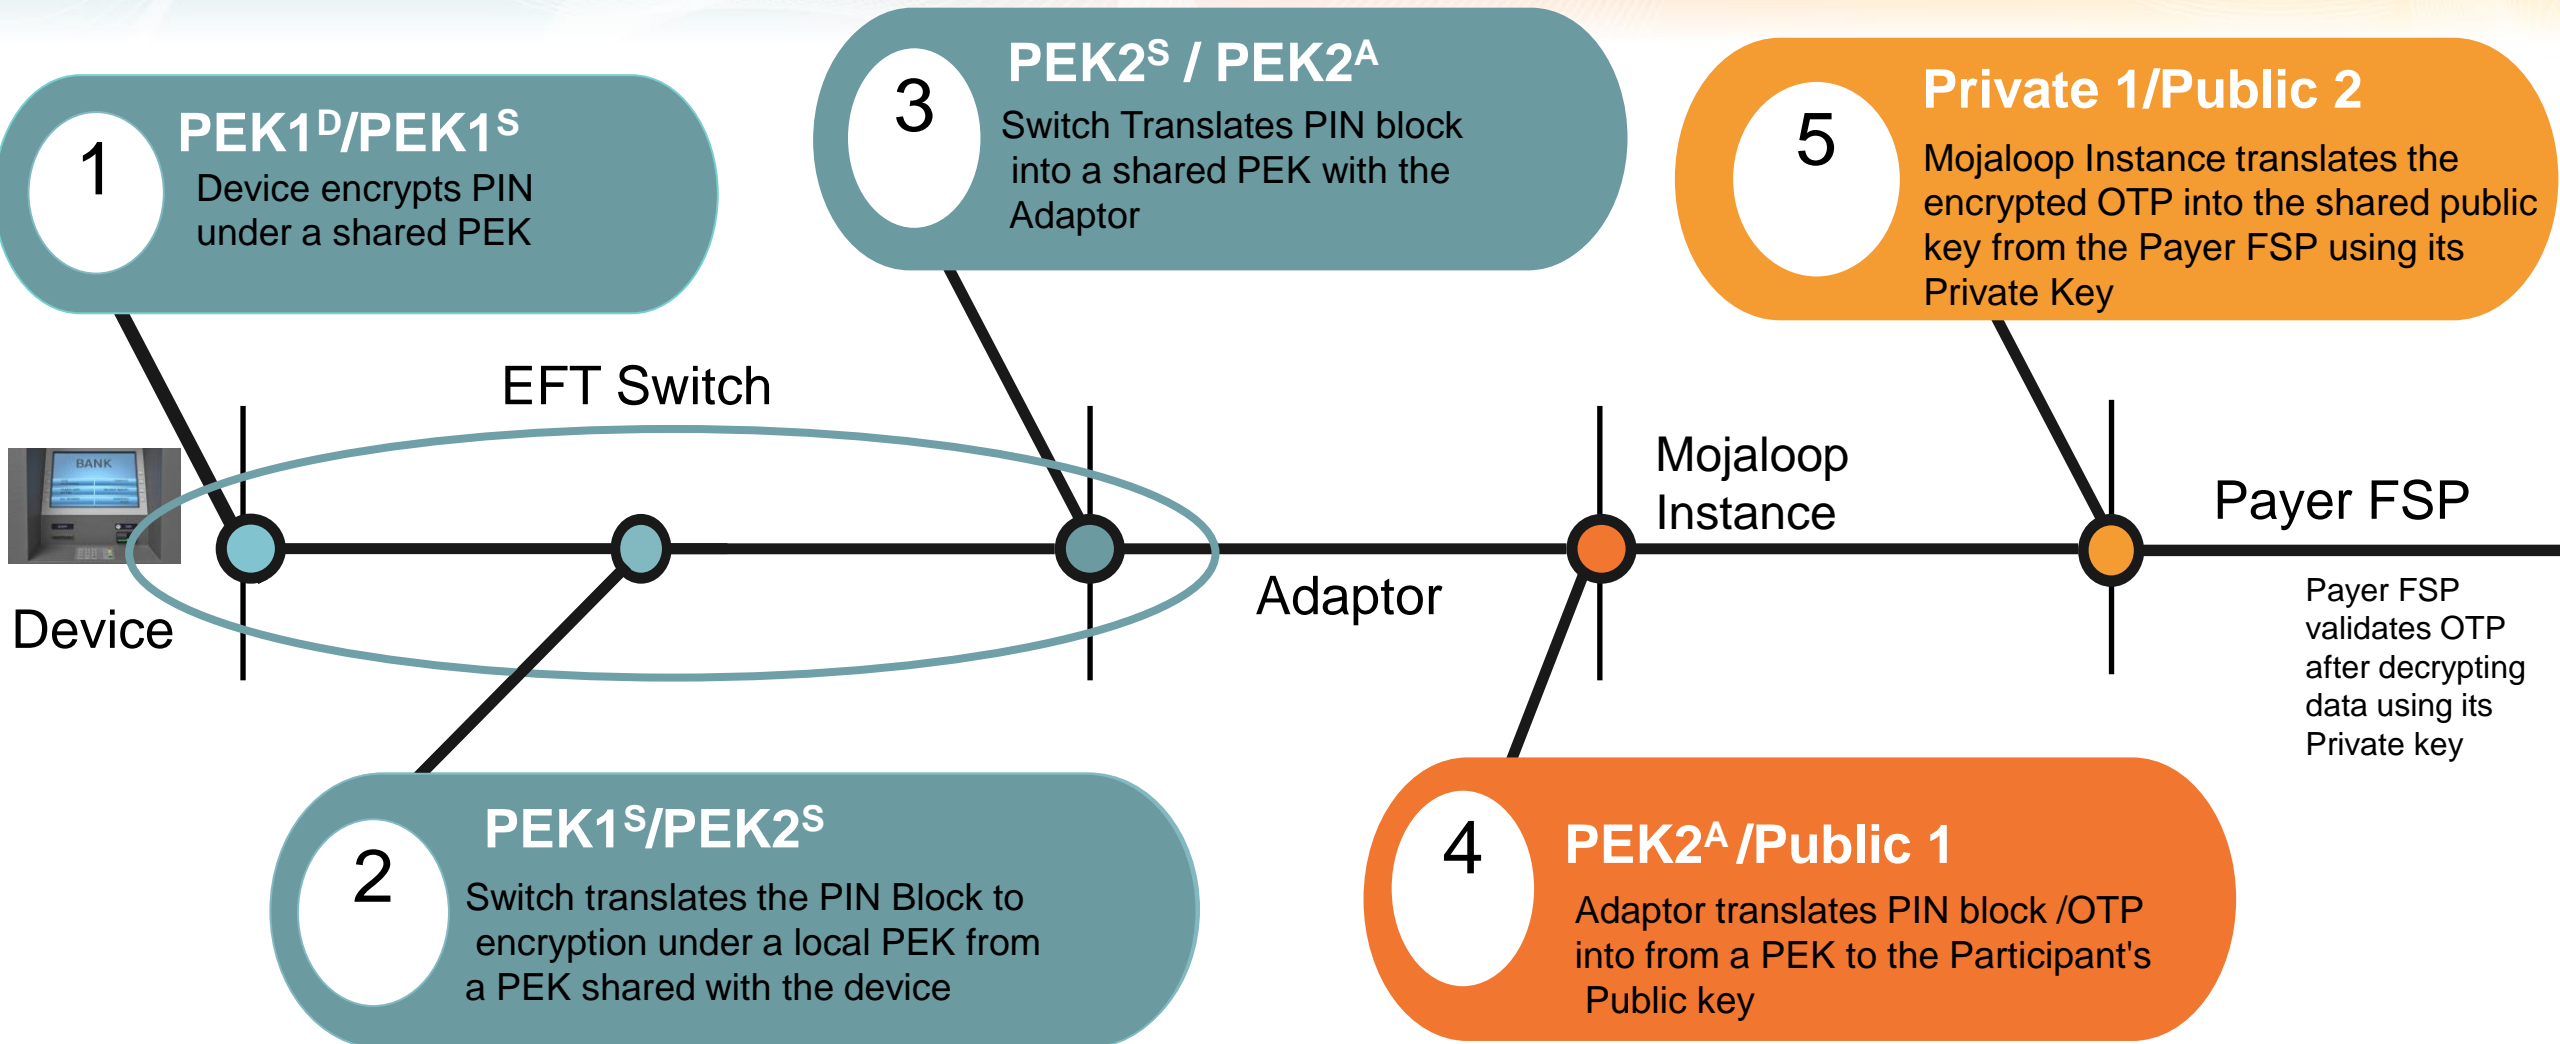 1
PEK1ᴰ/PEK1ˢ
Device encrypts PIN
under a shared PEK
3
PEK2ˢ / PEK2ᴬ
Switch Translates PIN block
into a shared PEK with the
Adaptor
5
Private 1/Public 2
Mojaloop Instance translates the
encrypted OTP into the shared public
key from the Payer FSP using its
Private Key
EFT Switch
BANK
Device
Adaptor
Mojaloop
Instance
Payer FSP
Payer FSP
validates OTP
after decrypting
data using its
Private key
2
PEK1ˢ/PEK2ˢ
Switch translates the PIN Block to
encryption under a local PEK from
a PEK shared with the device
4
PEK2ᴬ /Public 1
Adaptor translates PIN block /OTP
into from a PEK to the Participant's
Public key